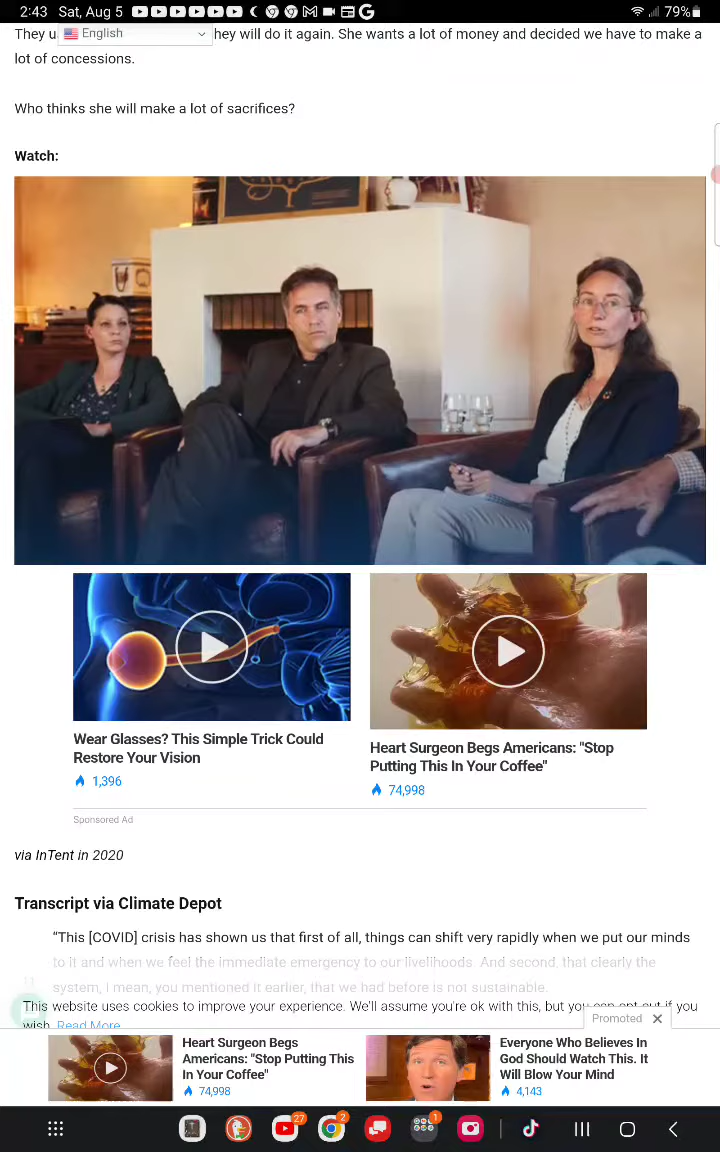 2:43 Sat, Aug 5
79%
They u
English
hey will do it again. She wants a lot of money and decided we have to make a
lot of concessions.
Who thinks she will make a lot of sacrifices?
Watch:
Wear Glasses? This Simple Trick Could
Restore Your Vision
1,396
Heart Surgeon Begs Americans: "Stop
Putting This In Your Coffee"
74,998
Sponsored Ad
via InTent in 2020
Transcript via Climate Depot
“This [COVID] crisis has shown us that first of all, things can shift very rapidly when we put our minds
to it and when we feel the immediate emergency to our livelihoods. And second, that clearly the
system, I mean, you mentioned it earlier, that we had before is not sustainable.
This website uses cookies to improve your experience. We'll assume you're ok with this, but you can opt out if you
wish. Read More
Promoted
Heart Surgeon Begs
Americans: "Stop Putting This
In Your Coffee"
74,998
Everyone Who Believes In
God Should Watch This. It
Will Blow Your Mind
4,143
27
2
1